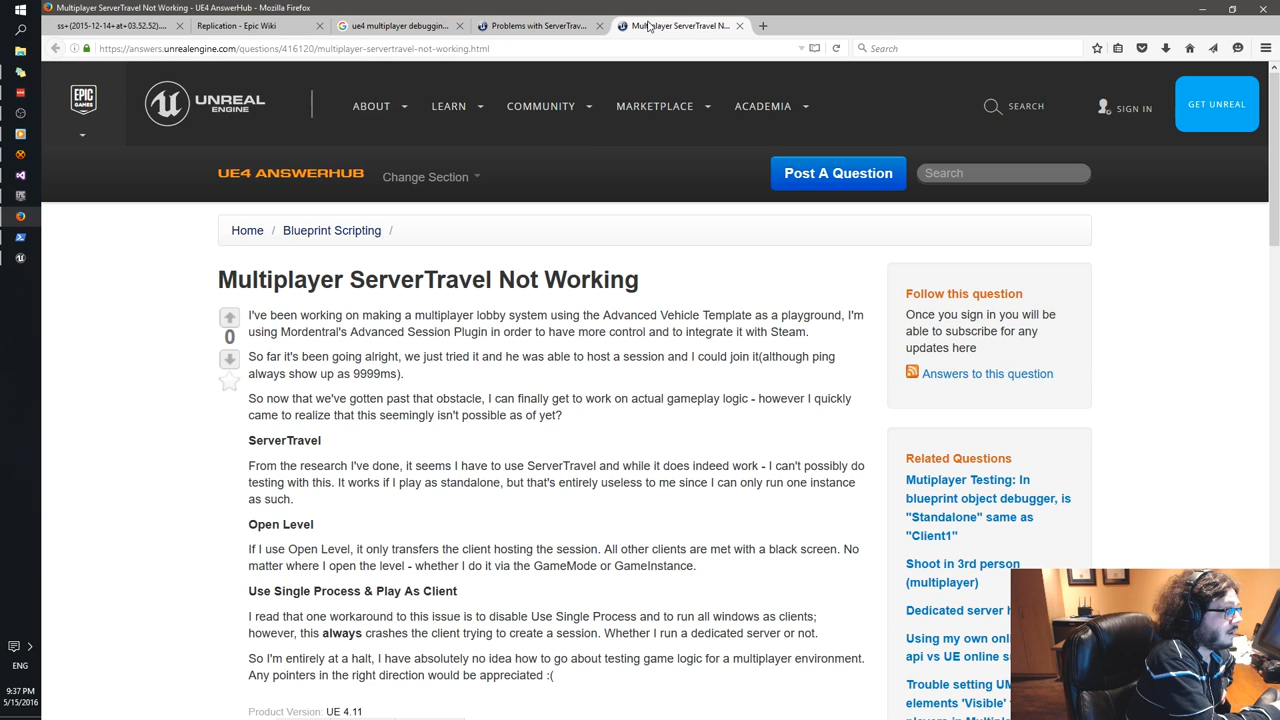 Multiplayer ServerTravel Not Working - UE4 AnswerHub - Mozilla Firefox
ss+(2015-12-14+at+03.52.52)....
Replication - Epic Wiki
ue4 multiplayer debuggin...
Problems with ServerTrav...
Multiplayer ServerTravel N...
https://answers.unrealengine.com/questions/416120/multiplayer-servertravel-not-working.html
Search
EPIC
GAMES
UNREAL
ENGINE
ABOUT
LEARN
COMMUNITY
MARKETPLACE
ACADEMIA
SEARCH
SIGN IN
GET UNREAL
UE4 ANSWERHUB
Change Section
Post A Question
Search
Home / Blueprint Scripting /
Multiplayer ServerTravel Not Working
0
I've been working on making a multiplayer lobby system using the Advanced Vehicle Template as a playground, I'm
using Mordentral's Advanced Session Plugin in order to have more control and to integrate it with Steam.
So far it's been going alright, we just tried it and he was able to host a session and I could join it(although ping
always show up as 9999ms).
So now that we've gotten past that obstacle, I can finally get to work on actual gameplay logic - however I quickly
came to realize that this seemingly isn't possible as of yet?
ServerTravel
From the research I've done, it seems I have to use ServerTravel and while it does indeed work - I can't possibly do
testing with this. It works if I play as standalone, but that's entirely useless to me since I can only run one instance
as such.
Open Level
If I use Open Level, it only transfers the client hosting the session. All other clients are met with a black screen. No
matter where I open the level - whether I do it via the GameMode or GameInstance.
Use Single Process & Play As Client
I read that one workaround to this issue is to disable Use Single Process and to run all windows as clients;
however, this always crashes the client trying to create a session. Whether I run a dedicated server or not.
So I'm entirely at a halt, I have absolutely no idea how to go about testing game logic for a multiplayer environment.
Any pointers in the right direction would be appreciated :(
Product Version: UE 4.11
Follow this question
Once you sign in you will be
able to subscribe for any
updates here
Answers to this question
Related Questions
Mutiplayer Testing: In
blueprint object debugger, is
"Standalone" same as
"Client1"
Shoot in 3rd person
(multiplayer)
Dedicated server
Using my own onl
api vs UE online s
Trouble setting UM
elements 'Visible'
ENG
9:37 PM
5/15/2016